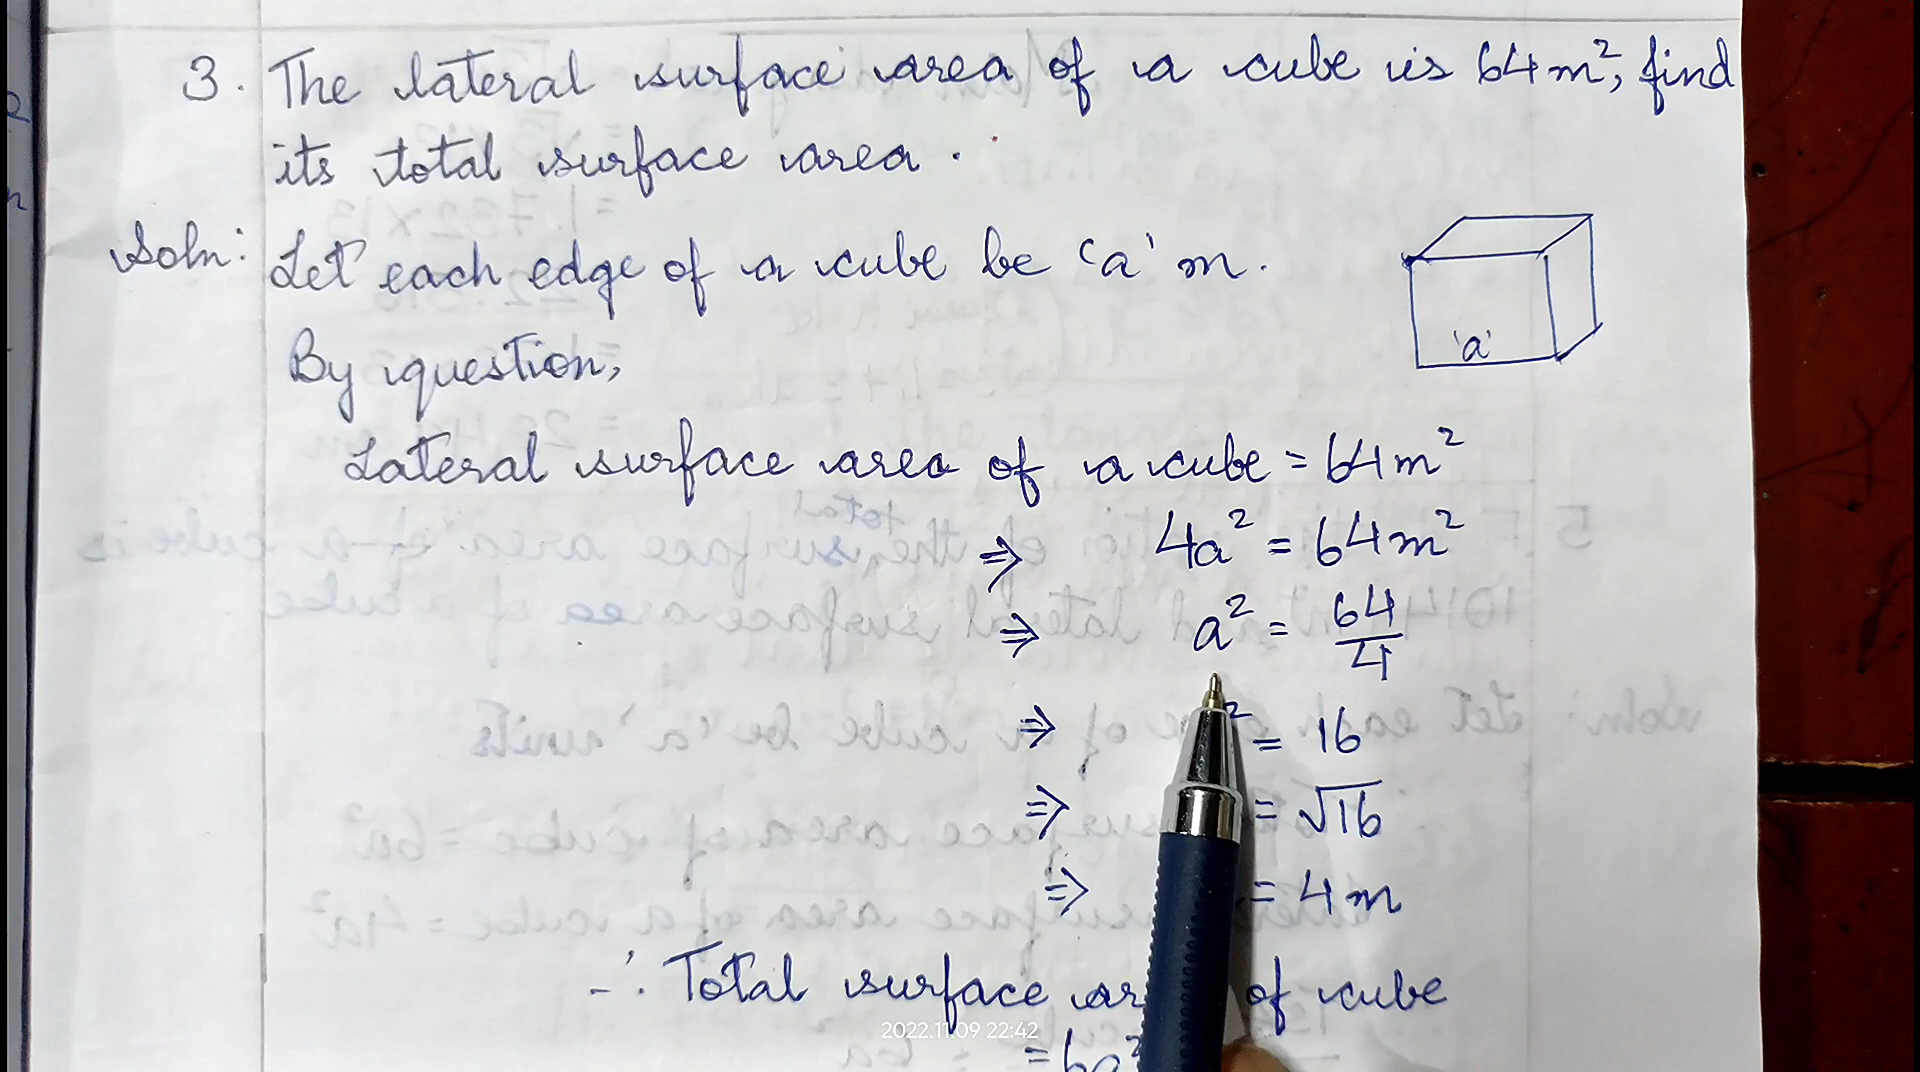 3. The lateral surface area of a cube is 64m², find
its total surface area.
Soln: Let each edge of a cube be 'a' m.
'a'
By question,
Lateral surface area of a cube = 64m²
⇒ 4a² = 64m²
⇒ a² = 64/4
⇒ ² = 16
⇒ = √16
⇒ = 4m
∴ Total surface of cube
2022.11.09 22:42
= 6a²